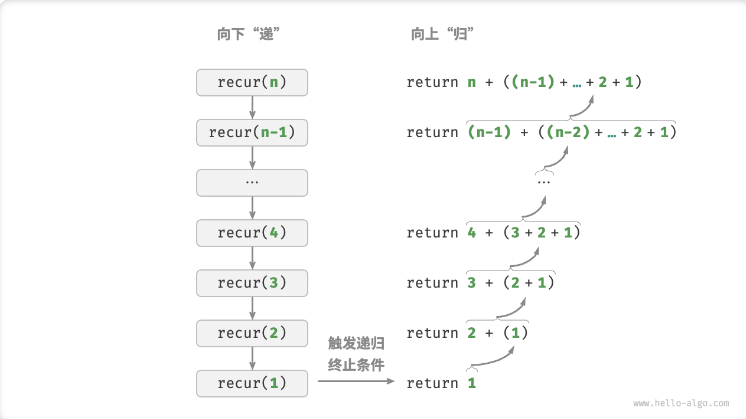 向下“递”
向上“归”
recur(n)
return n + ((n-1)+…+2+1)
recur(n-1)
return (n-1) + ((n-2)+…+2+1)
…
…
recur(4)
return 4 + (3+2+1)
recur(3)
return 3 + (2+1)
recur(2)
return 2 + (1)
触发递归
终止条件
recur(1)
return 1
www.hello-algo.com